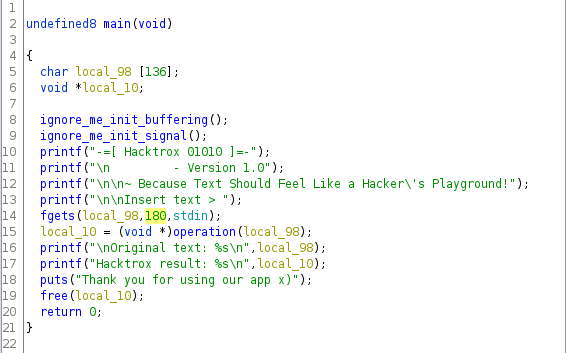 1
2 undefined8 main(void)
3
4 {
5 char local_98 [136];
6 void *local_10;
7
8 ignore_me_init_buffering();
9 ignore_me_init_signal();
10 printf("-=[ Hacktrox 01010 ]=-");
11 printf("\n         - Version 1.0");
12 printf("\n\n~ Because Text Should Feel Like a Hacker\'s Playground!");
13 printf("\n\nInsert text > ");
14 fgets(local_98,180,stdin);
15 local_10 = (void *)operation(local_98);
16 printf("\nOriginal text: %s\n",local_98);
17 printf("Hacktrox result: %s\n",local_10);
18 puts("Thank you for using our app x)");
19 free(local_10);
20 return 0;
21 }
22